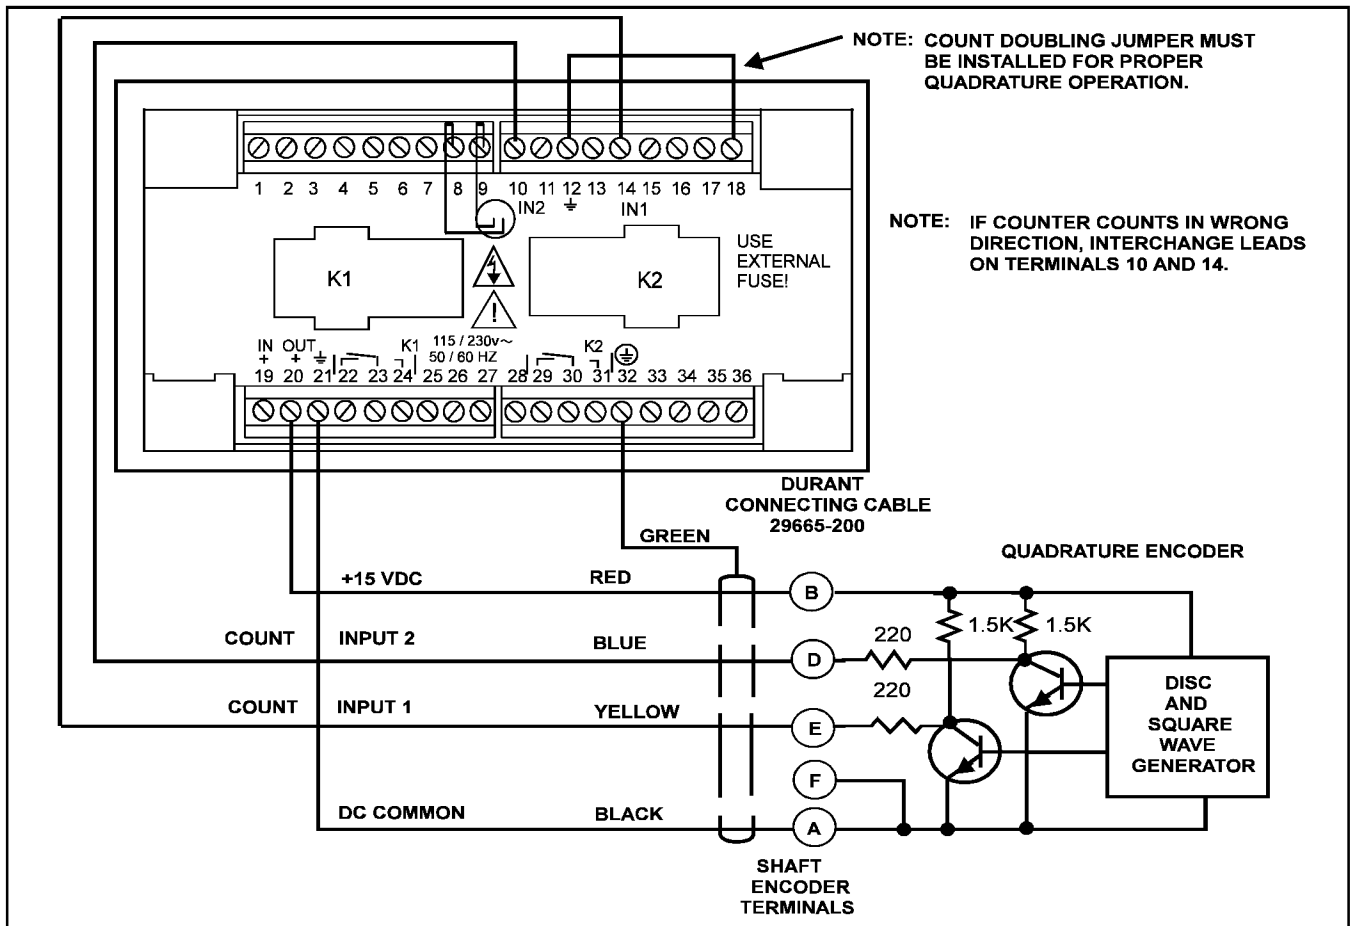 NOTE: COUNT DOUBLING JUMPER MUST
BE INSTALLED FOR PROPER
QUADRATURE OPERATION.
1 2 3 4 5 6 7 8 9 10 11 12 13 14 15 16 17 18
IN2 IN1
NOTE: IF COUNTER COUNTS IN WRONG
DIRECTION, INTERCHANGE LEADS
ON TERMINALS 10 AND 14.
USE
EXTERNAL
FUSE!
K1 K2
!
IN OUT K1 115 / 230v~ K2
+ + 50 / 60 HZ
19 20 21 22 23 24 25 26 27 28 29 30 31 32 33 34 35 36
DURANT
CONNECTING CABLE
29665-200
GREEN
QUADRATURE ENCODER
+15 VDC RED B
1.5K 1.5K
COUNT INPUT 2 BLUE D 220
220
COUNT INPUT 1 YELLOW E
DISC
AND
SQUARE
WAVE
GENERATOR
F
DC COMMON BLACK A
SHAFT
ENCODER
TERMINALS